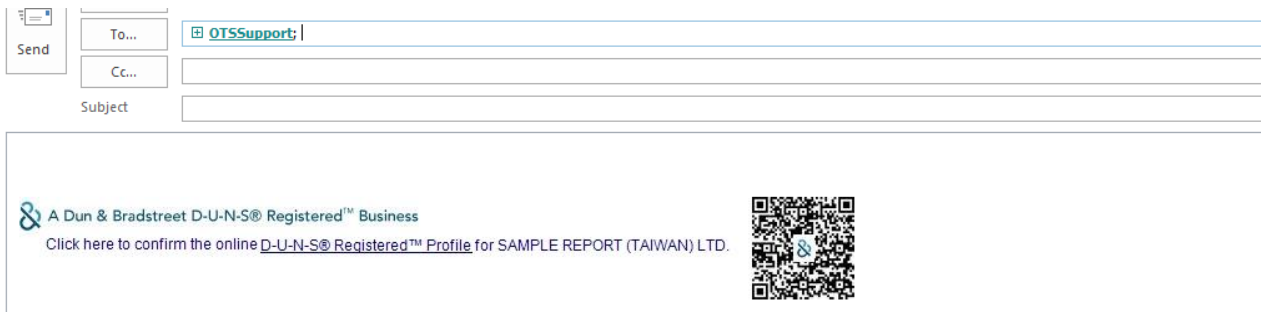 Send
To...
OTSSupport;
Cc...
Subject
A Dun & Bradstreet D-U-N-S® Registered™ Business
Click here to confirm the online D-U-N-S® Registered™ Profile for SAMPLE REPORT (TAIWAN) LTD.